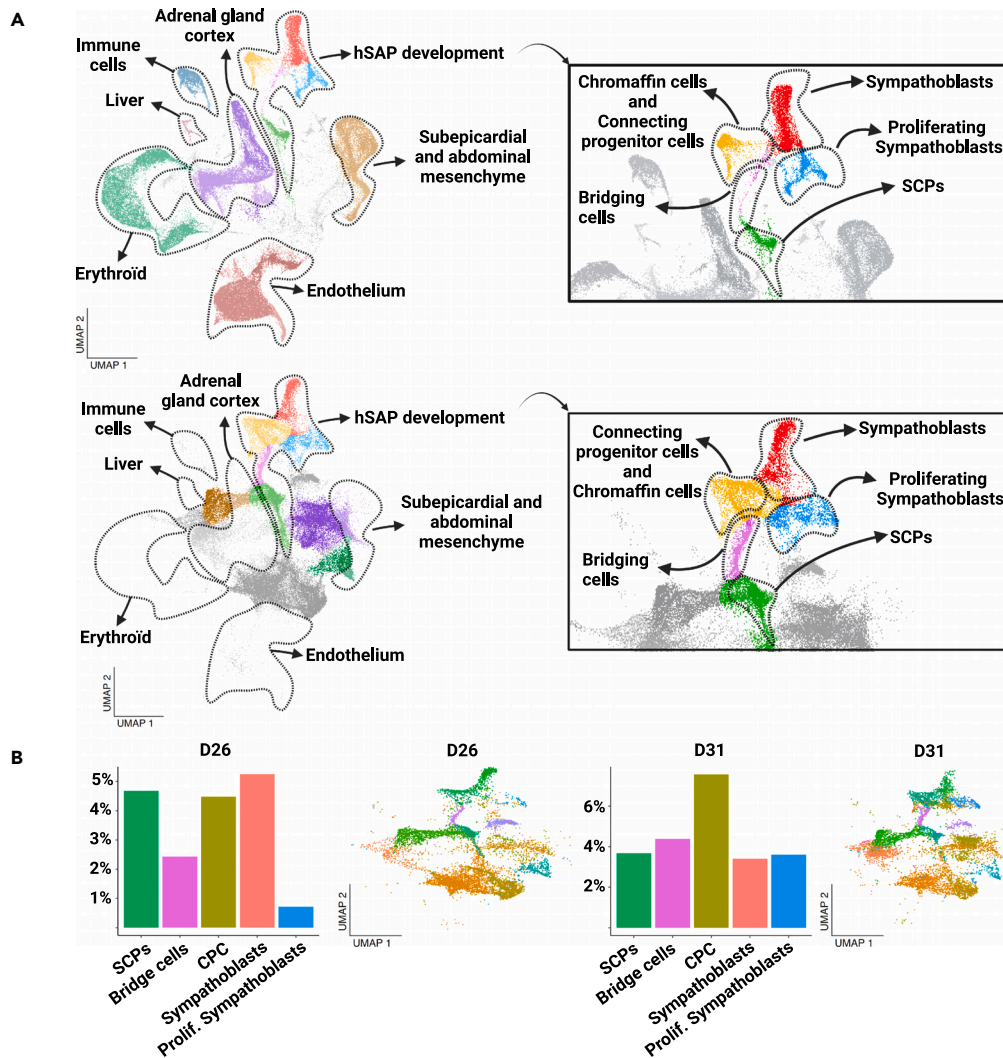 A
Adrenal gland
cortex
Immune
cells
hSAP development
Liver
Subepicardial
and abdominal
mesenchyme
Erythroïd
Endothelium
UMAP 2
UMAP 1
Chromaffin cells
and
Connecting
progenitor cells
Sympathoblasts
Proliferating
Sympathoblasts
Bridging
cells
SCPs
Adrenal
gland cortex
Immune
cells
hSAP development
Liver
Subepicardial and
abdominal
mesenchyme
Erythroïd
Endothelium
UMAP 2
UMAP 1
Connecting
progenitor cells
and
Chromaffin cells
Sympathoblasts
Proliferating
Sympathoblasts
SCPs
Bridging
cells
B
D26
5%
4%
3%
2%
1%
SCPs
Bridge cells
CPC
Sympathoblasts
Prolif. Sympathoblasts
D26
UMAP 2
UMAP 1
D31
6%
4%
2%
SCPs
Bridge cells
CPC
Sympathoblasts
Prolif. Sympathoblasts
D31
UMAP 2
UMAP 1